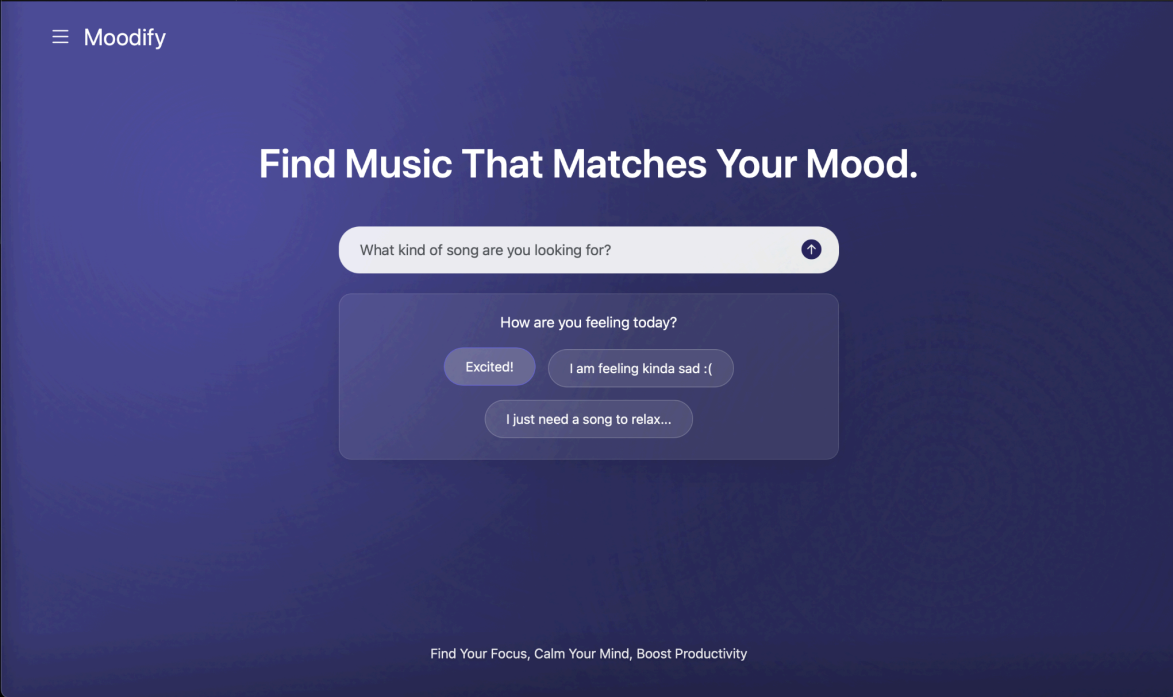 Moodify
Find Music That Matches Your Mood.
What kind of song are you looking for?
How are you feeling today?
Excited!
I am feeling kinda sad :(
I just need a song to relax...
Find Your Focus, Calm Your Mind, Boost Productivity